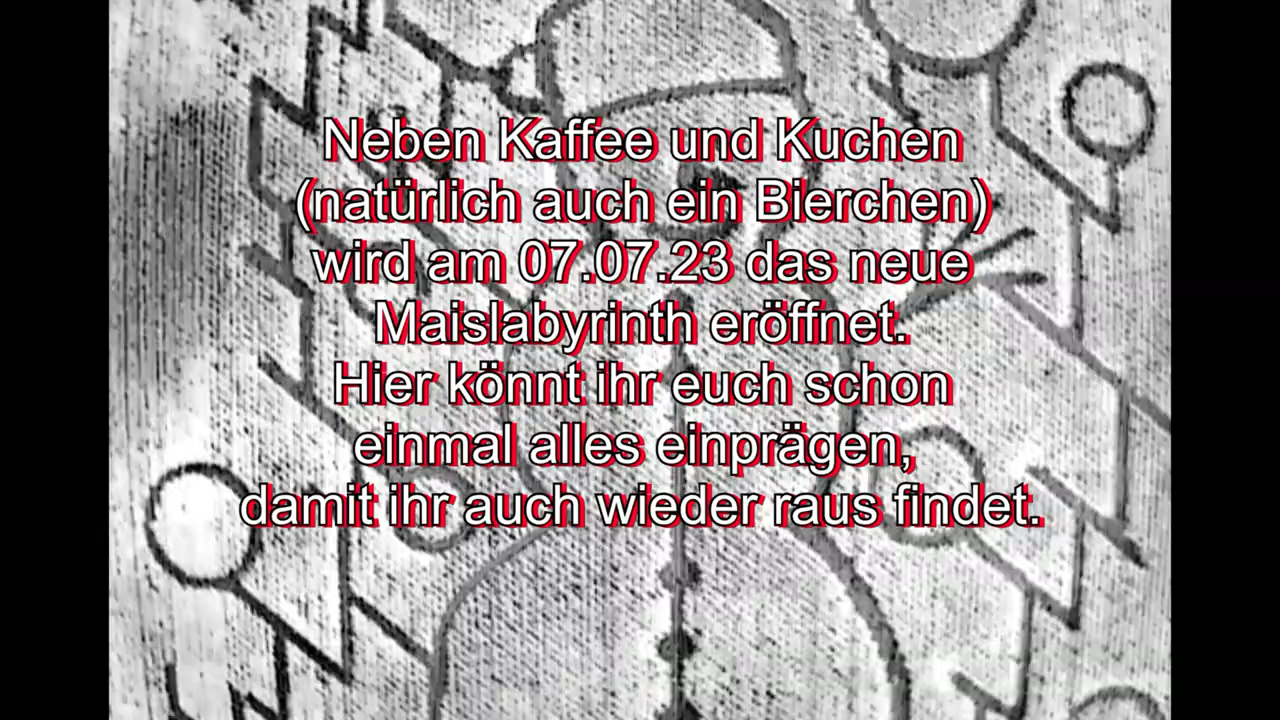 Neben Kaffee und Kuchen
(natürlich auch ein Bierchen)
wird am 07.07.23 das neue
Maislabyrinth eröffnet.
Hier könnt ihr euch schon
einmal alles einprägen,
damit ihr auch wieder raus findet.